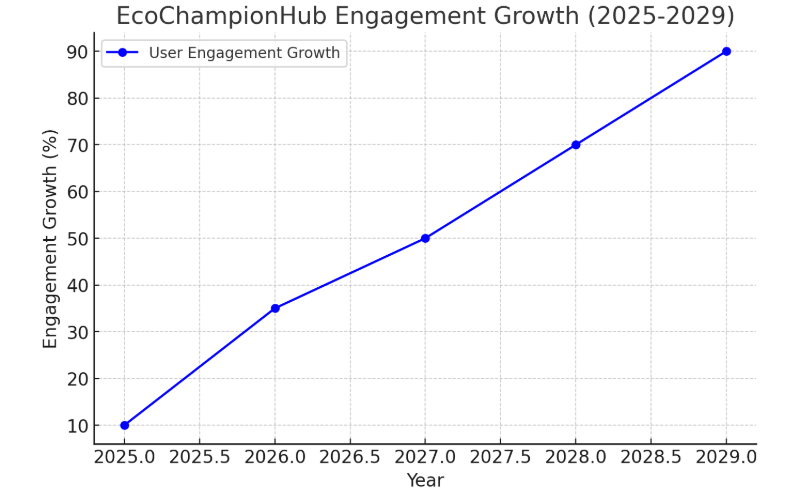 EcoChampionHub Engagement Growth (2025-2029)
User Engagement Growth
Engagement Growth (%)
90
80
70
60
50
40
30
20
10
2025.0 2025.5 2026.0 2026.5 2027.0 2027.5 2028.0 2028.5 2029.0
Year